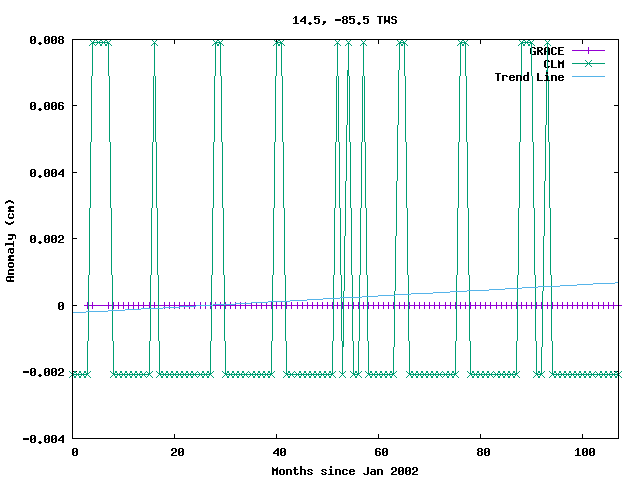 14.5, -85.5 TWS
GRACE
CLM
Trend Line
0.008
0.006
0.004
0.002
0
-0.002
-0.004
Anomaly (cm)
0 20 40 60 80 100
Months since Jan 2002